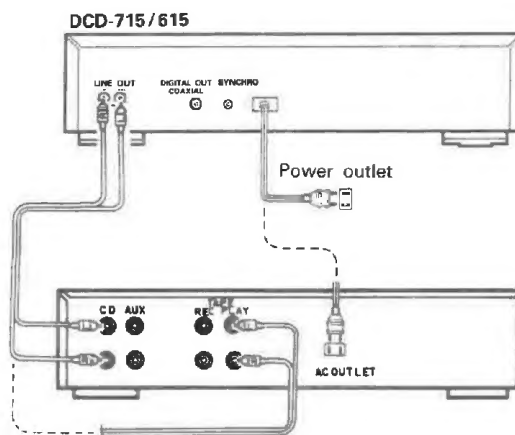 DCD-715/615
LINE OUT
DIGITAL OUT
COAXIAL
SYNCHRO
Power outlet
CD AUX
TAPE
REC PLAY
AC OUTLET